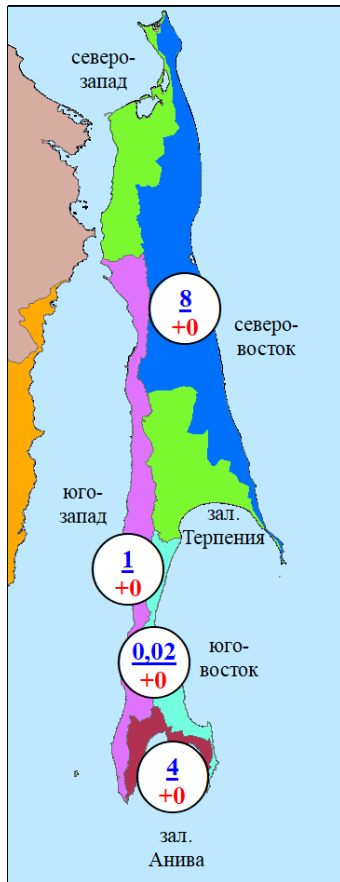 северо-
запад
8
+0
северо-
восток
юго-
запад
зал.
Терпения
1
+0
0,02
+0
юго-
восток
4
+0
зал.
Анива